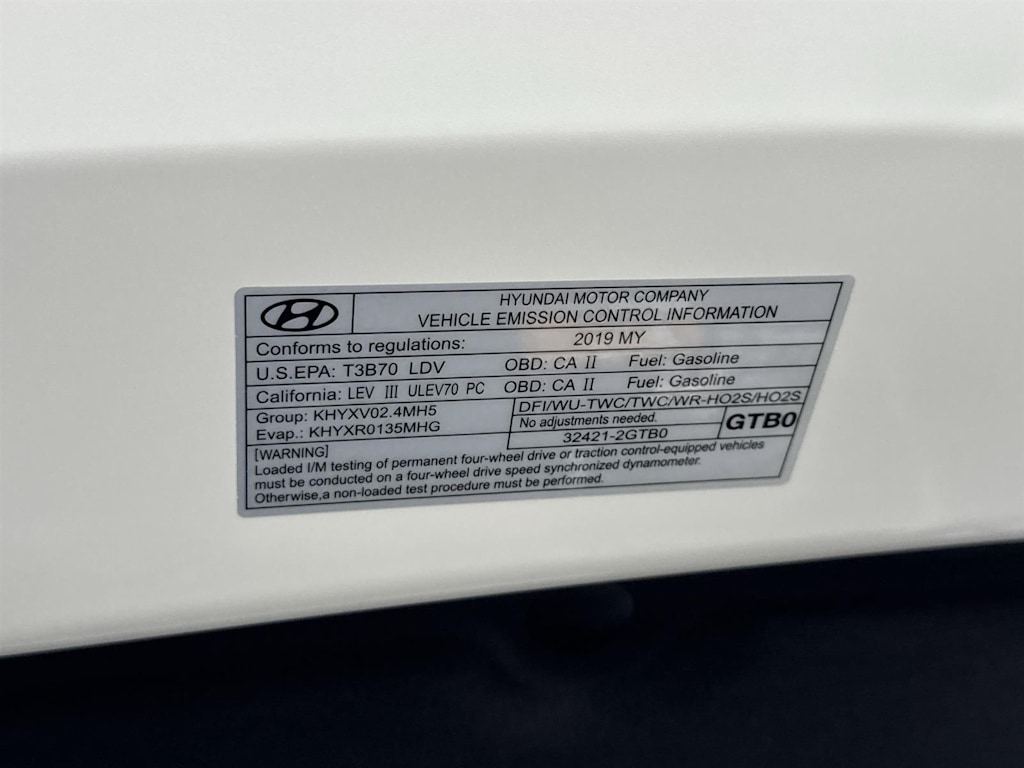 HYUNDAI MOTOR COMPANY
VEHICLE EMISSION CONTROL INFORMATION
Conforms to regulations: 2019 MY
U.S.EPA: T3B70 LDV OBD: CA II Fuel: Gasoline
California: LEV III ULEV70 PC OBD: CA II Fuel: Gasoline
Group: KHYXV02.4MH5
Evap.: KHYXR0135MHG
DFI/WU-TWC/TWC/WR-HO2S/HO2S
No adjustments needed.
32421-2GTB0
GTB0
[WARNING]
Loaded I/M testing of permanent four-wheel drive or traction control-equipped vehicles
must be conducted on a four-wheel drive speed synchronized dynamometer.
Otherwise,a non-loaded test procedure must be performed.